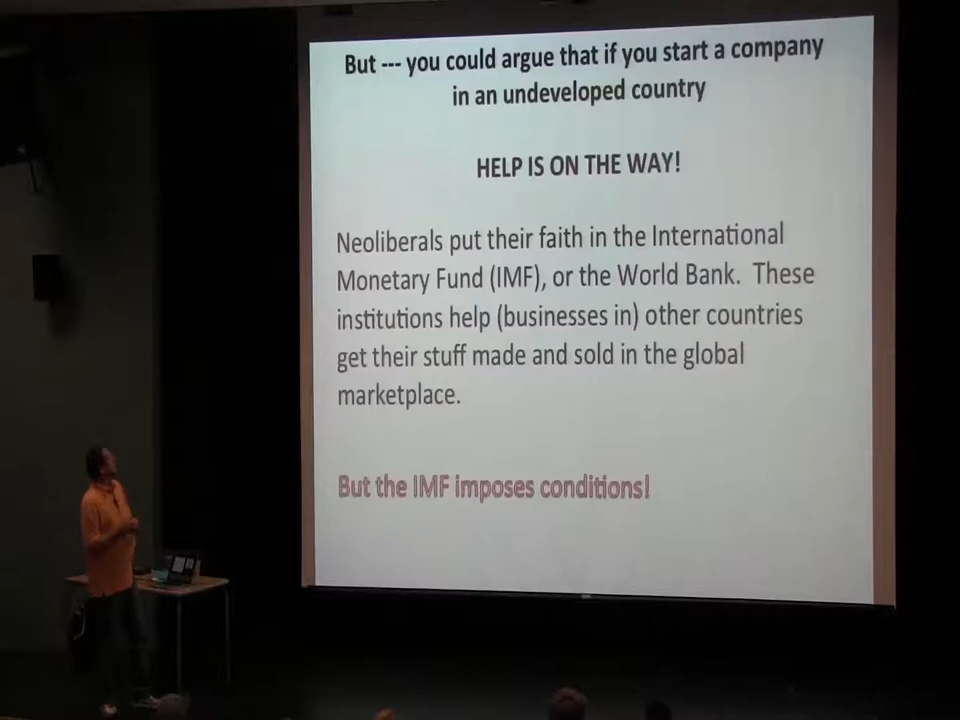 But --- you could argue that if you start a company
in an undeveloped country
HELP IS ON THE WAY!
Neoliberals put their faith in the International
Monetary Fund (IMF), or the World Bank. These
institutions help (businesses in) other countries
get their stuff made and sold in the global
marketplace.
But the IMF imposes conditions!